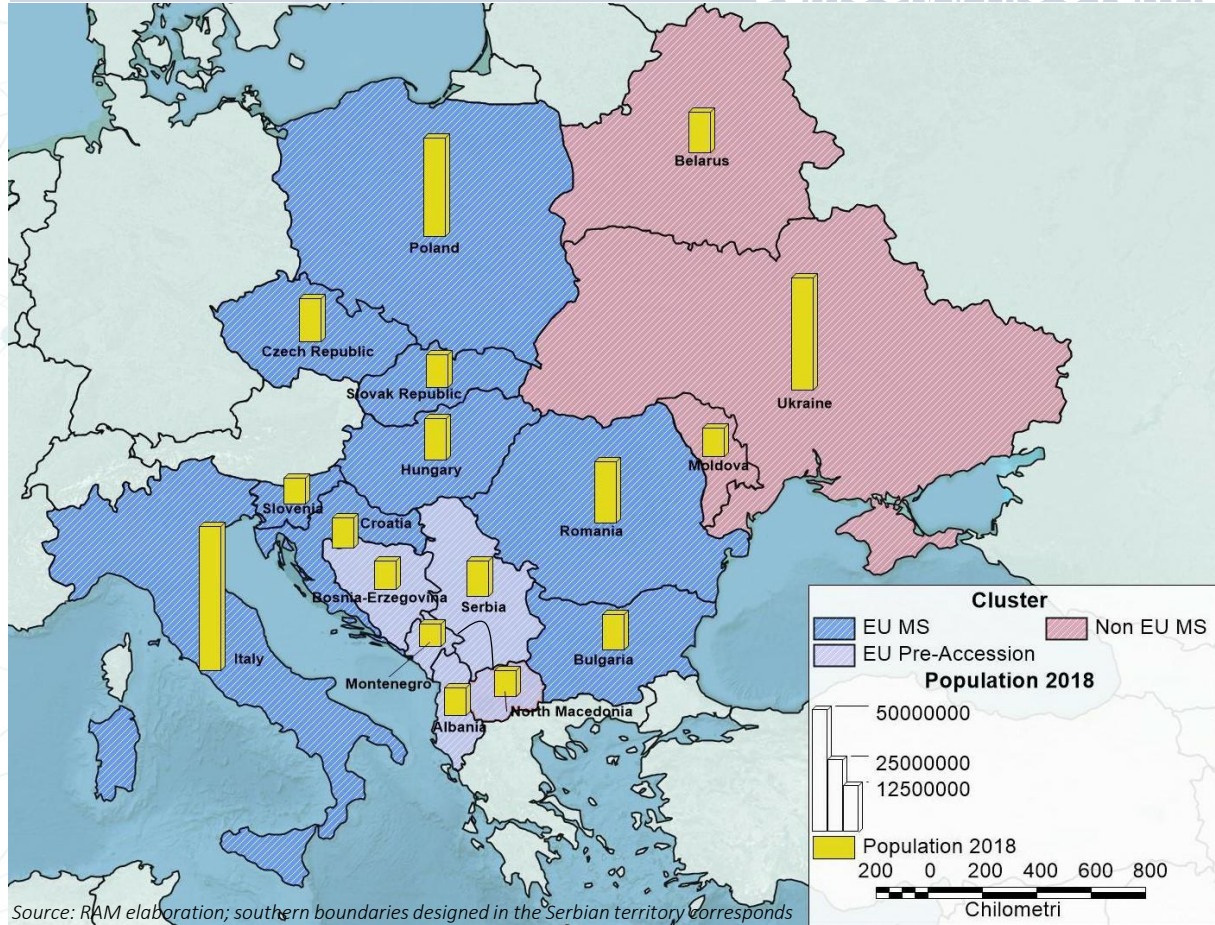 Belarus
Poland
Czech Republic
Slovak Republic
Ukraine
Hungary
Moldova
Slovenia
Croatia
Romania
Bosnia-Erzegovina
Serbia
Italy
Montenegro
Bulgaria
North Macedonia
Albania
Cluster
EU MS
Non EU MS
EU Pre-Accession
Population 2018
50000000
25000000
12500000
Population 2018
200 0 200 400 600 800
Chilometri
Source: RAM elaboration; southern boundaries designed in the Serbian territory corresponds